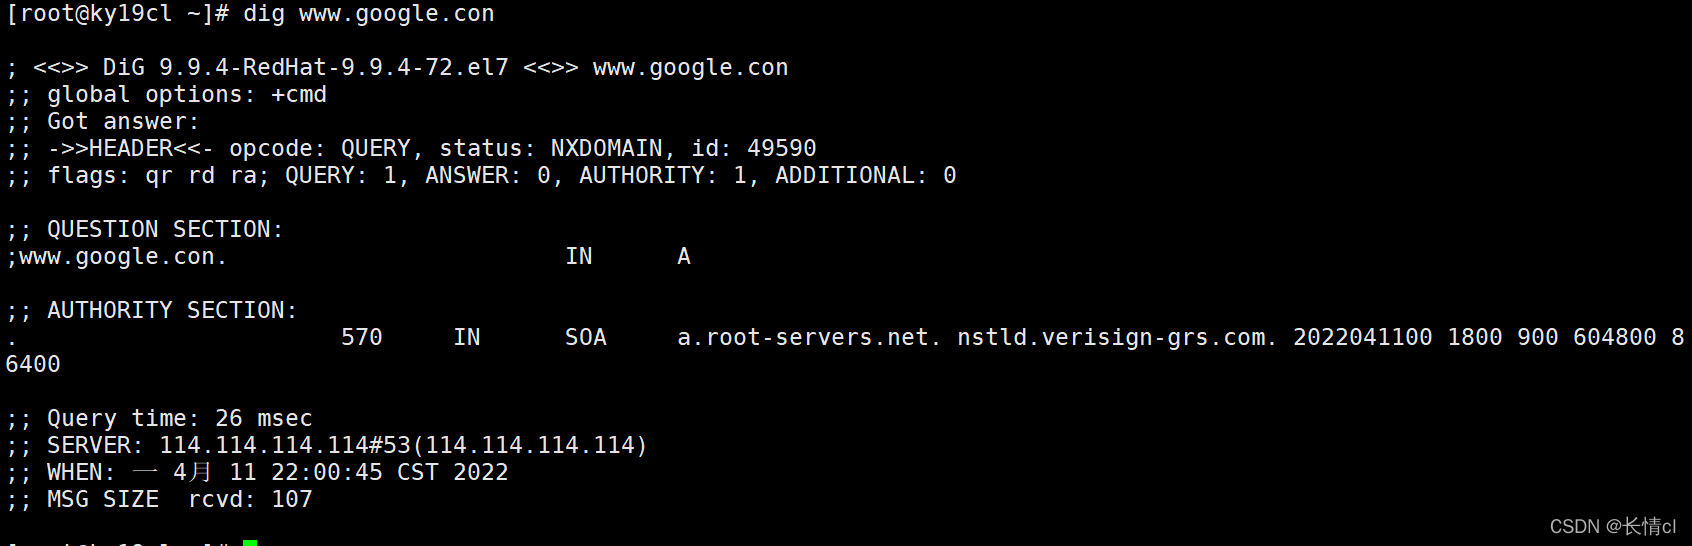 [root@ky19cl ~]# dig www.google.con
; <<>> DiG 9.9.4-RedHat-9.9.4-72.el7 <<>> www.google.con
;; global options: +cmd
;; Got answer:
;; ->>HEADER<<- opcode: QUERY, status: NXDOMAIN, id: 49590
;; flags: qr rd ra; QUERY: 1, ANSWER: 0, AUTHORITY: 1, ADDITIONAL: 0
;; QUESTION SECTION:
;www.google.con. IN A
;; AUTHORITY SECTION:
. 570 IN SOA a.root-servers.net. nstld.verisign-grs.com. 2022041100 1800 900 604800 8
6400
;; Query time: 26 msec
;; SERVER: 114.114.114.114#53(114.114.114.114)
;; WHEN: 一 4月 11 22:00:45 CST 2022
;; MSG SIZE rcvd: 107
CSDN @长情cl